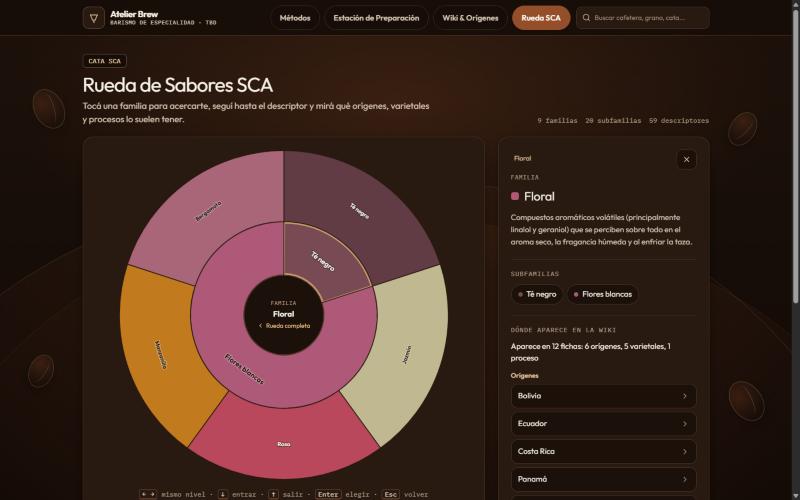 Atelier Brew
BARISMO DE ESPECIALIDAD · TBD
Métodos
Estación de Preparación
Wiki & Orígenes
Rueda SCA
Buscar cafetera, grano, cata…
CATA SCA
Rueda de Sabores SCA
Tocá una familia para acercarte, seguí hasta el descriptor y mirá qué orígenes, varietales
y procesos lo suelen tener.
9 familias 20 subfamilias 59 descriptores
Bergamota
Té negro
Té negro
FAMILIA
Floral
‹ Rueda completa
Manzanilla
Jazmín
Flores blancas
Rosa
← → mismo nivel · ↓ entrar · ↑ salir · Enter elegir · Esc volver
Floral
×
FAMILIA
Floral
Compuestos aromáticos volátiles (principalmente
linalol y geraniol) que se perciben sobre todo en el
aroma seco, la fragancia húmeda y al enfriar la taza.
SUBFAMILIAS
Té negro
Flores blancas
DÓNDE APARECE EN LA WIKI
Aparece en 12 fichas: 6 orígenes, 5 varietales, 1
proceso
Orígenes
Bolivia
Ecuador
Costa Rica
Panamá